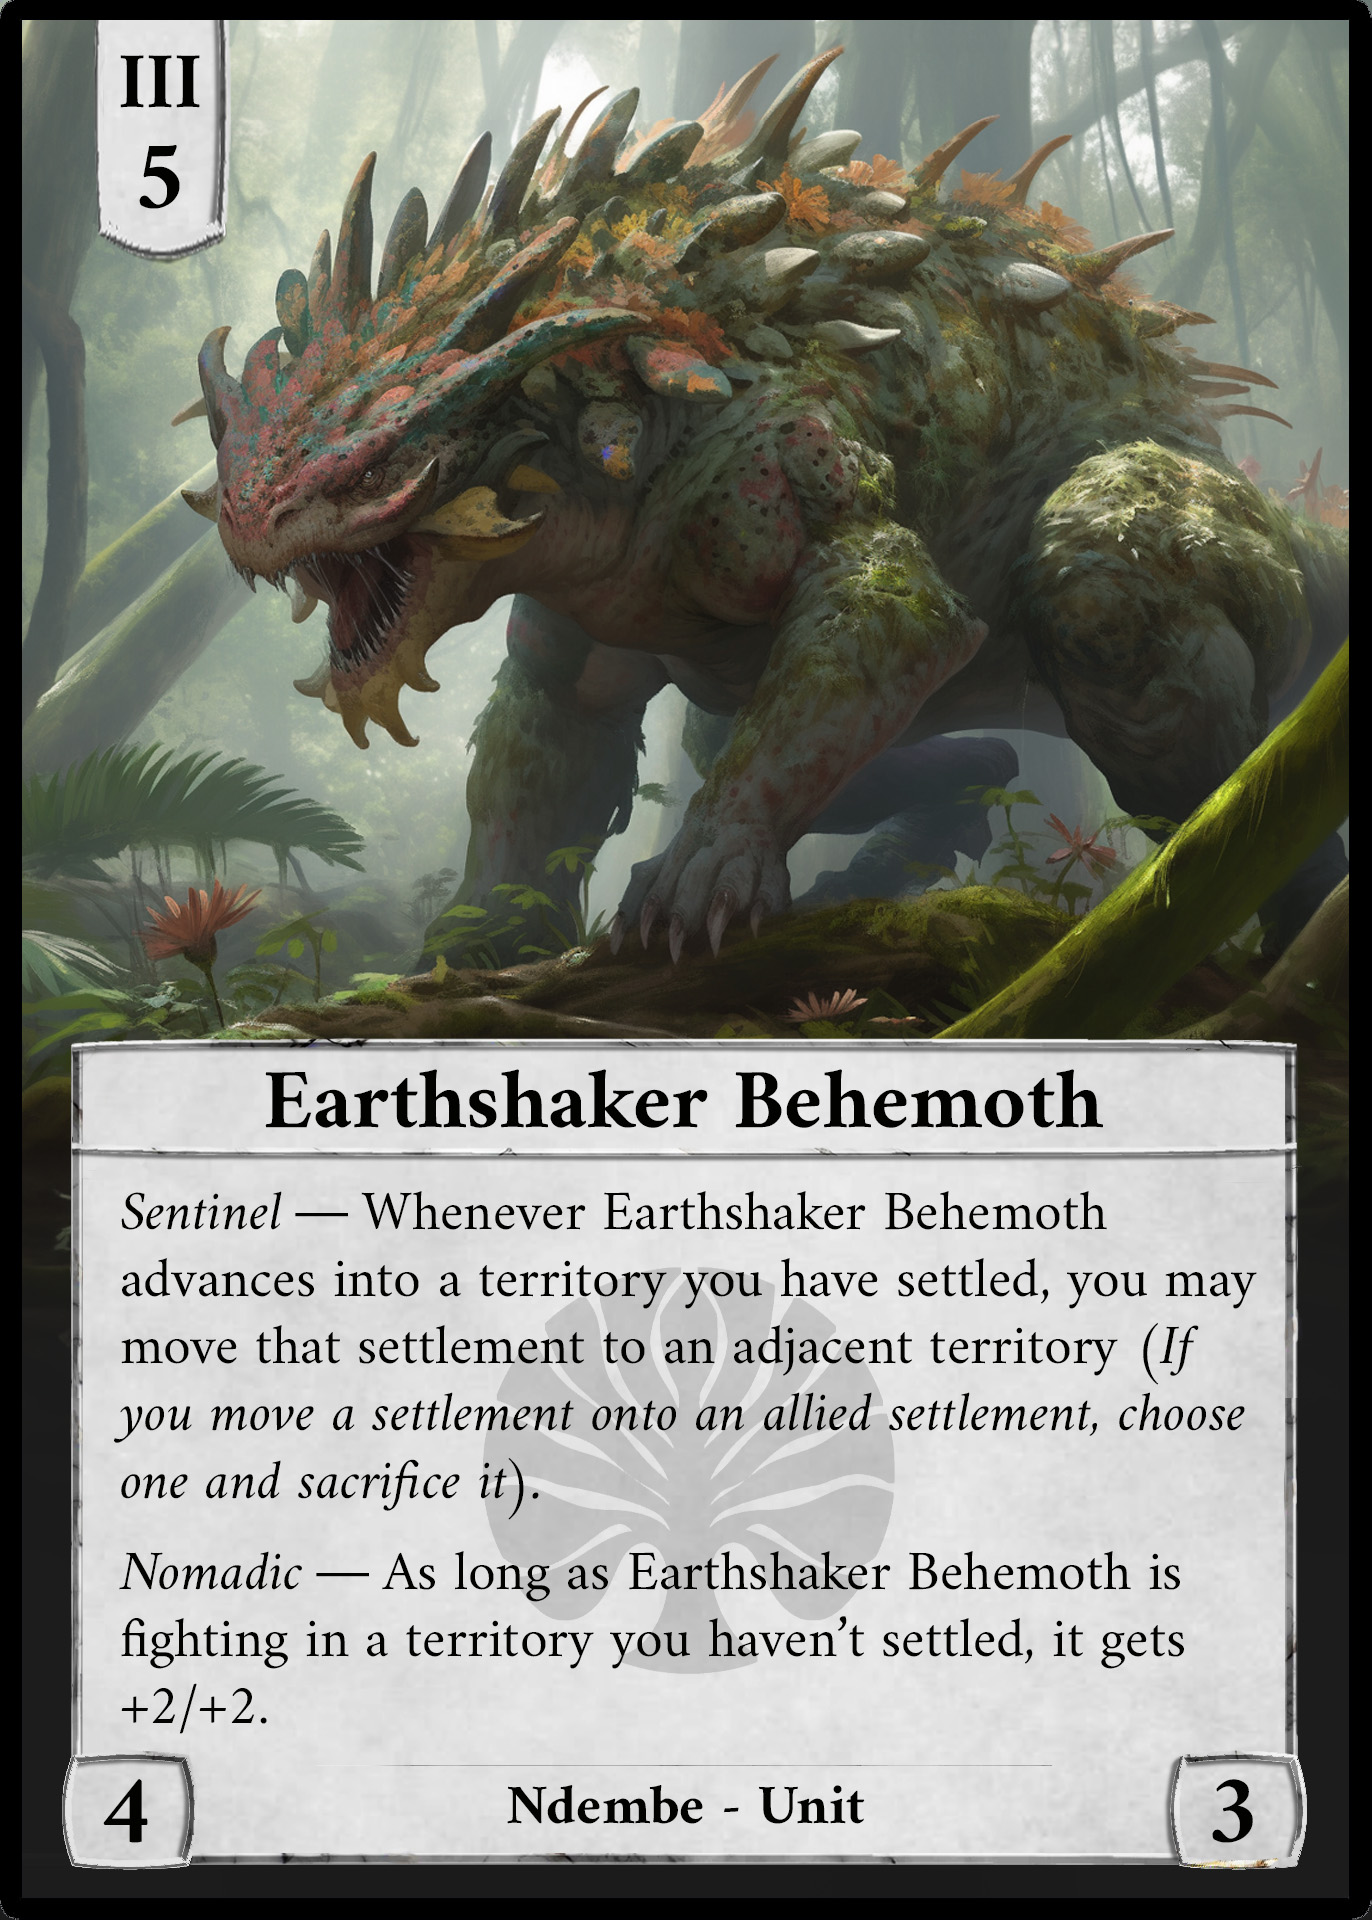 III
5
Earthshaker Behemoth
Sentinel — Whenever Earthshaker Behemoth
advances into a territory you have settled, you may
move that settlement to an adjacent territory (If
you move a settlement onto an allied settlement, choose
one and sacrifice it).
Nomadic — As long as Earthshaker Behemoth is
fighting in a territory you haven't settled, it gets
+2/+2.
4
Ndembe - Unit
3